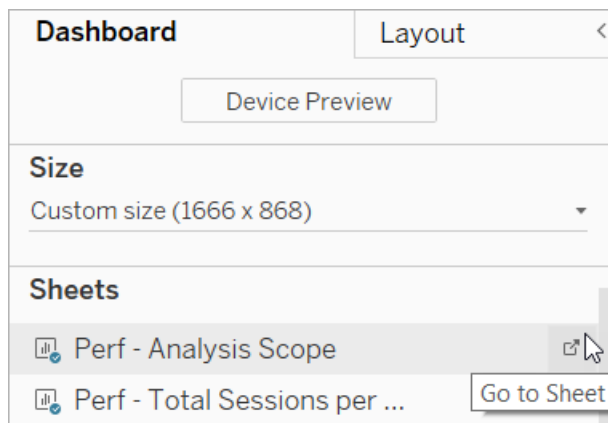 Dashboard
Layout
Device Preview
Size
Custom size (1666 x 868)
Sheets
Perf - Analysis Scope
Perf - Total Sessions per ...
Go to Sheet